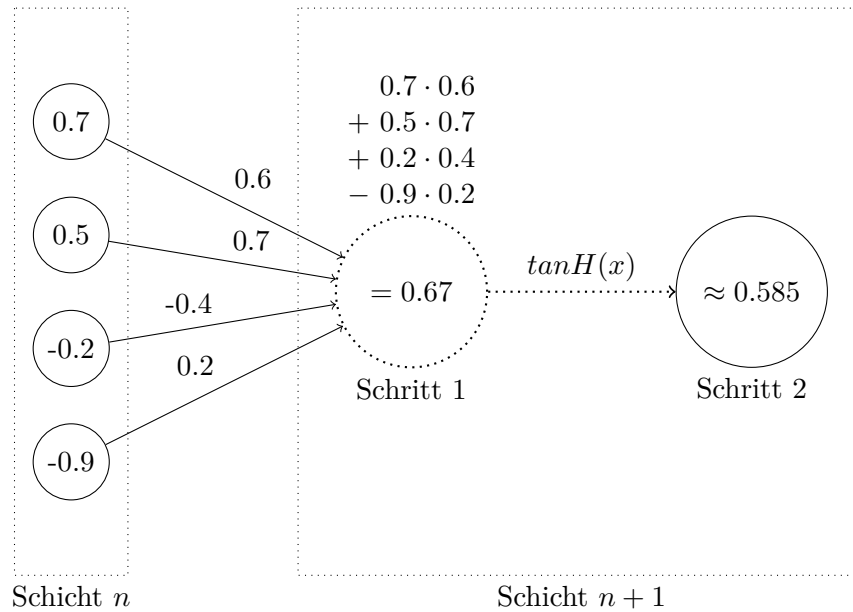 0.7
0.5
-0.2
-0.9
0.6
0.7
-0.4
0.2
0.7 · 0.6
+ 0.5 · 0.7
+ 0.2 · 0.4
− 0.9 · 0.2
= 0.67
Schritt 1
tanH(x)
≈ 0.585
Schritt 2
Schicht n
Schicht n + 1